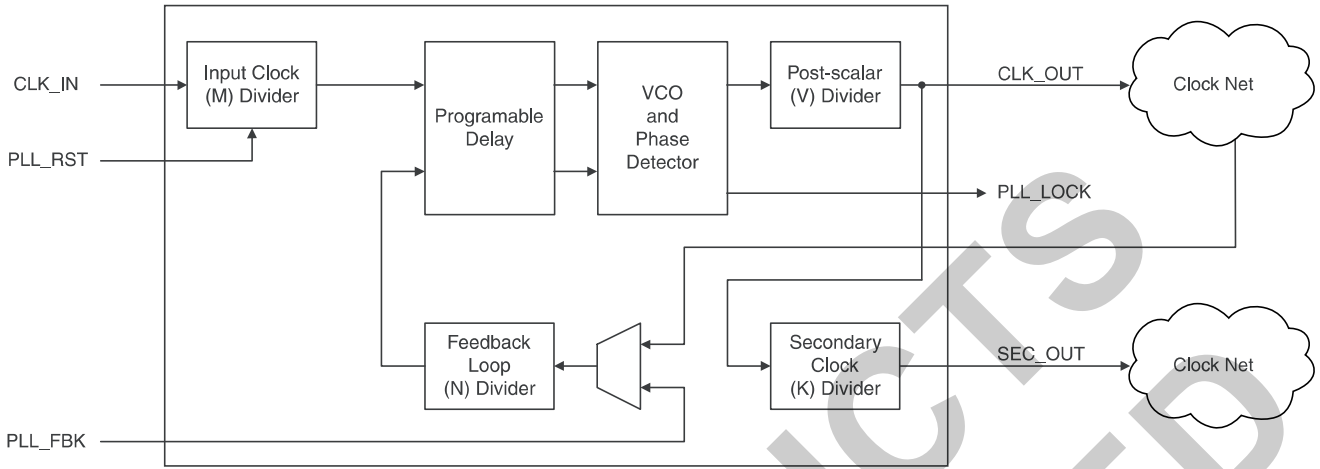 CLK_IN
PLL_RST
Input Clock
(M) Divider
Programable
Delay
VCO
and
Phase
Detector
Post-scalar
(V) Divider
CLK_OUT
Clock Net
PLL_LOCK
Feedback
Loop
(N) Divider
Secondary
Clock
(K) Divider
SEC_OUT
Clock Net
PLL_FBK